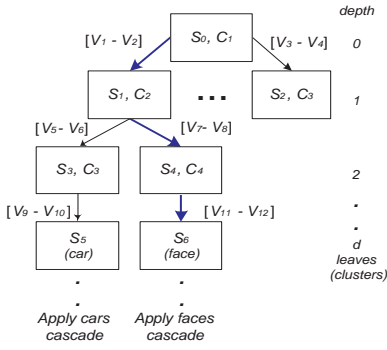 depth
[V1 - V2]
S0, C1
[V3 - V4]
0
S1, C2
...
S2, C3
1
[V5- V6]
[V7- V8]
S3, C3
S4, C4
2
.
[V9 - V10]
[V11 - V12]
.
S5
(car)
S6
(face)
d
leaves
(clusters)
.
.
.
.
Apply cars
cascade
Apply faces
cascade